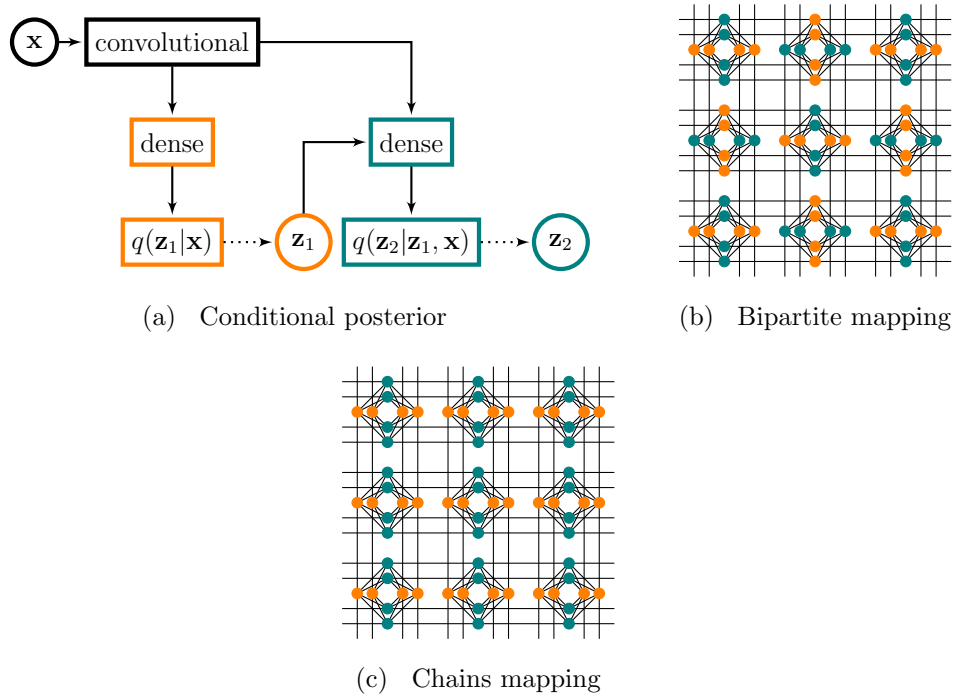 x
convolutional
dense
dense
q(z₁|x)
z₁
q(z₂|z₁, x)
z₂
(a) Conditional posterior
(b) Bipartite mapping
(c) Chains mapping